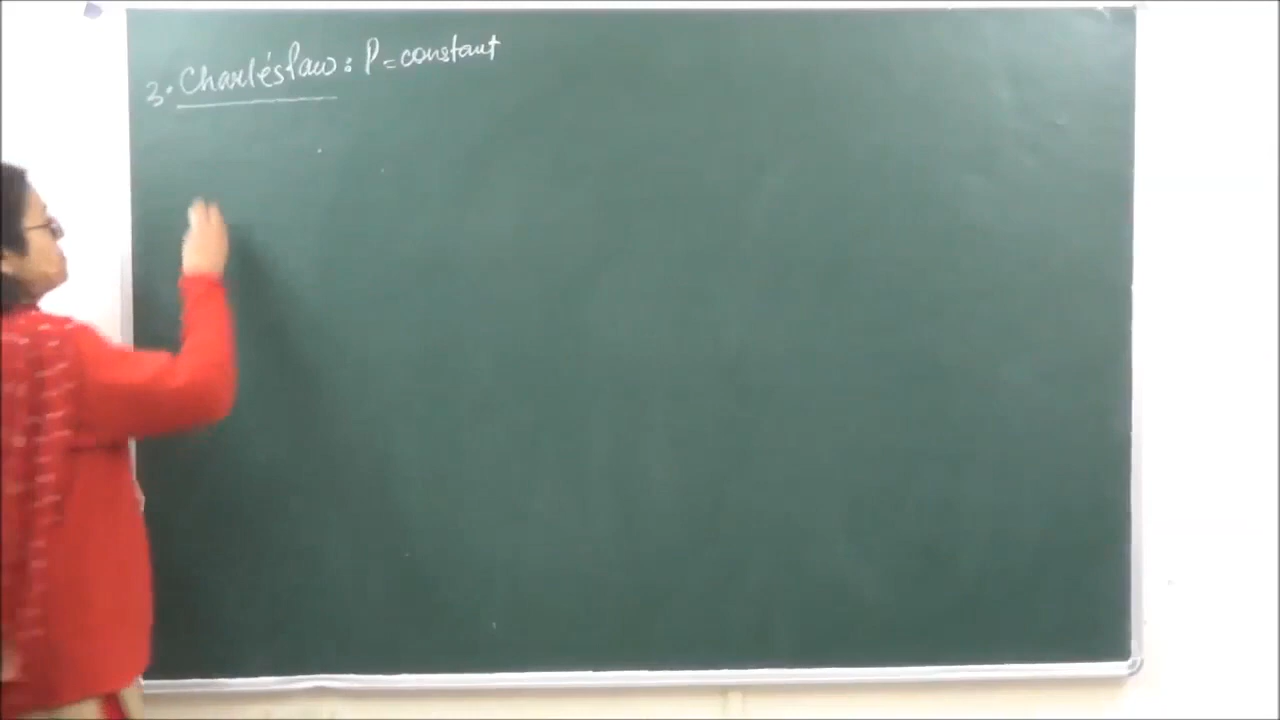 3. Charle's law : P = constant